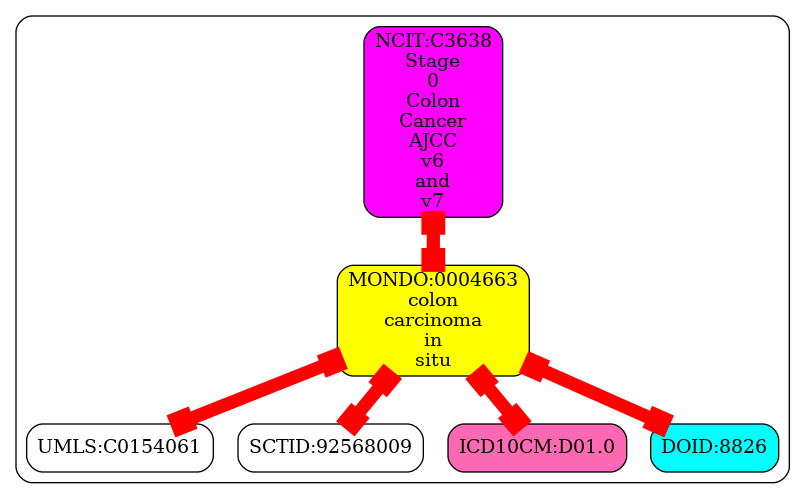 NCIT:C3638
Stage
0
Colon
Cancer
AJCC
v6
and
v7
MONDO:0004663
colon
carcinoma
in
situ
UMLS:C0154061
SCTID:92568009
ICD10CM:D01.0
DOID:8826